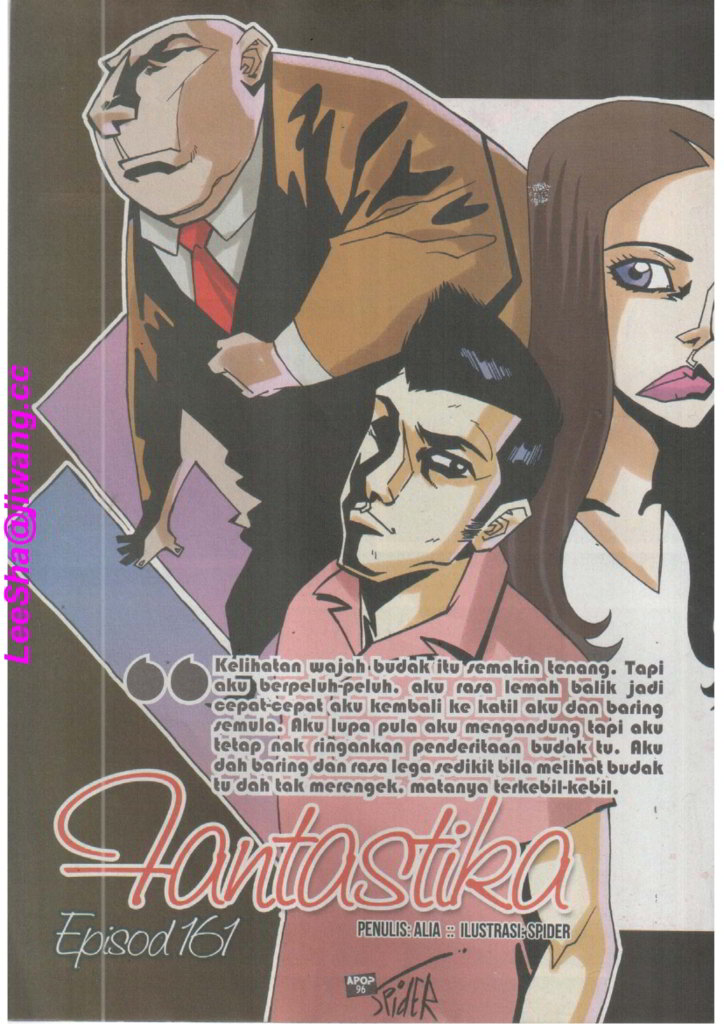 LeeSha@jiwang.cc
Kelihatan wajah budak itu semakin tenang. Tapi
aku berpeluh-peluh. aku rasa lemah balik jadi
cepat-cepat aku kembali ke katil aku dan baring
semula. Aku lupa pula aku mengandung tapi aku
tetap nak ringankan penderitaan budak tu. Aku
dah baring dan rasa lega sedikit bila melihat budak
tu dah tak merengek. matanya terkebil-kebil.
Fantastika
Episod 161
PENULIS: ALIA :: ILUSTRASI: SPIDER
APOP
96
SPIDER